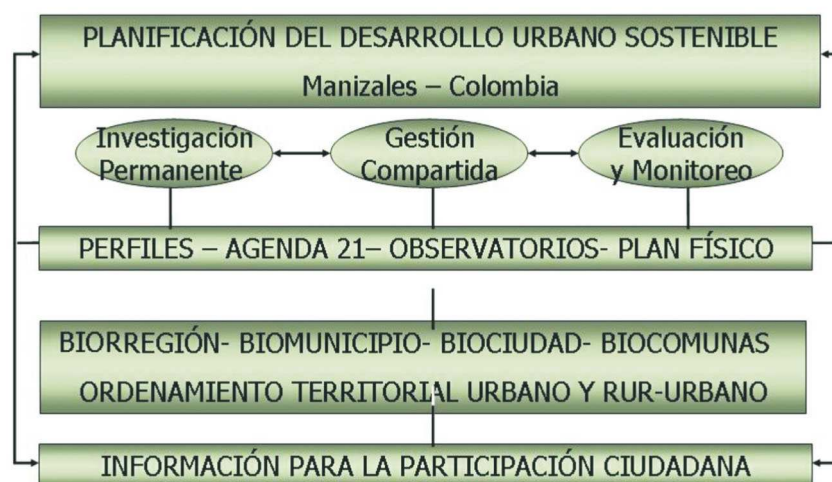 PLANIFICACIÓN DEL DESARROLLO URBANO SOSTENIBLE
Manizales – Colombia
Investigación
Permanente
Gestión
Compartida
Evaluación
y Monitoreo
PERFILES – AGENDA 21– OBSERVATORIOS- PLAN FÍSICO
BIORREGIÓN- BIOMUNICIPIO- BIOCIUDAD- BIOCOMUNAS
ORDENAMIENTO TERRITORIAL URBANO Y RUR-URBANO
INFORMACIÓN PARA LA PARTICIPACIÓN CIUDADANA